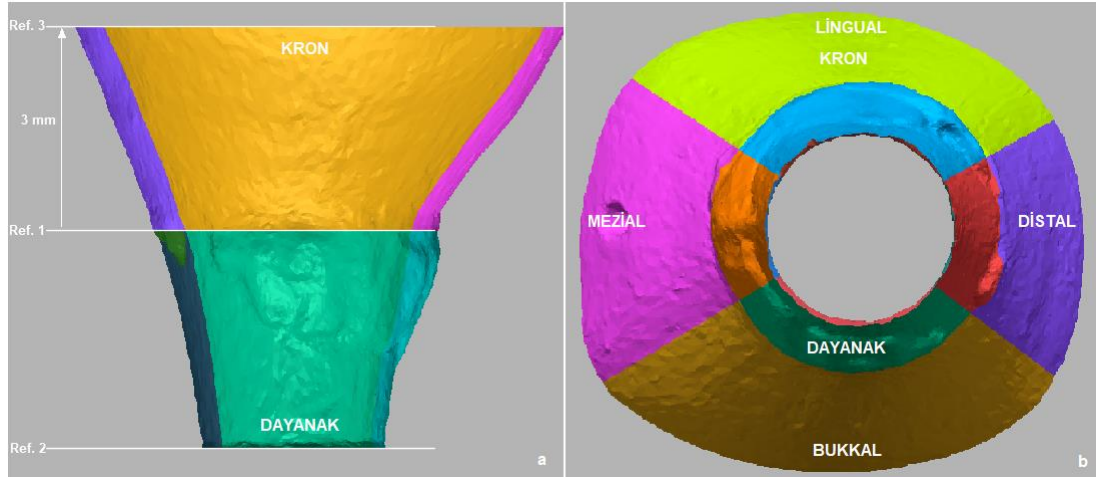 Ref. 3
KRON
3 mm
Ref. 1
DAYANAK
Ref. 2
a
LİNGUAL
KRON
MEZİAL
DİSTAL
DAYANAK
BUKKAL
b